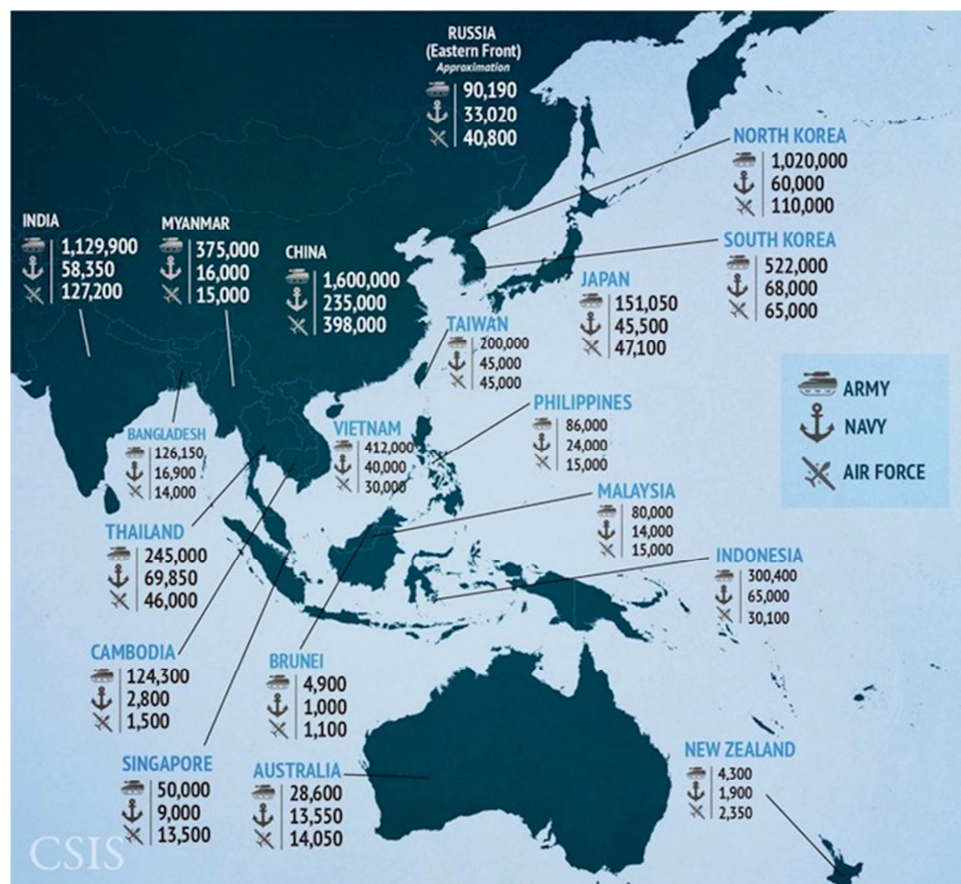 RUSSIA
(Eastern Front)
Approximation
90,190
33,020
40,800
NORTH KOREA
1,020,000
60,000
110,000
INDIA
1,129,900
58,350
127,200
MYANMAR
375,000
16,000
15,000
CHINA
1,600,000
235,000
398,000
SOUTH KOREA
522,000
68,000
65,000
JAPAN
151,050
45,500
47,100
TAIWAN
200,000
45,000
45,000
ARMY
NAVY
AIR FORCE
PHILIPPINES
86,000
24,000
15,000
BANGLADESH
126,150
16,900
14,000
VIETNAM
412,000
40,000
30,000
MALAYSIA
80,000
14,000
15,000
THAILAND
245,000
69,850
46,000
INDONESIA
300,400
65,000
30,100
CAMBODIA
124,300
2,800
1,500
BRUNEI
4,900
1,000
1,100
SINGAPORE
50,000
9,000
13,500
AUSTRALIA
28,600
13,550
14,050
NEW ZEALAND
4,300
1,900
2,350
CSIS